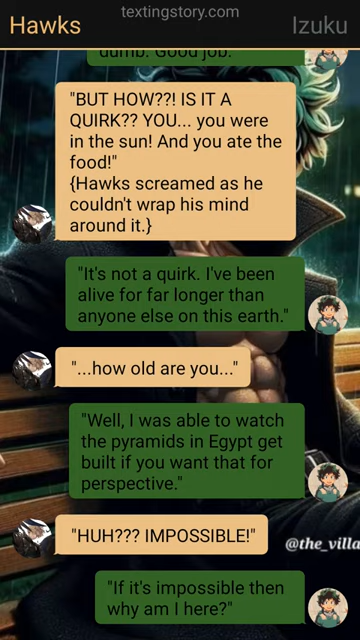 textingstory.com
Hawks
Izuku
dumb. Good job.
"BUT HOW??! IS IT A
QUIRK?? YOU... you were
in the sun! And you ate the
food!"
{Hawks screamed as he
couldn't wrap his mind
around it.}
"It's not a quirk. I've been
alive for far longer than
anyone else on this earth."
"...how old are you..."
"Well, I was able to watch
the pyramids in Egypt get
built if you want that for
perspective."
"HUH??? IMPOSSIBLE!"
@the_villa
"If it's impossible then
why am I here?"